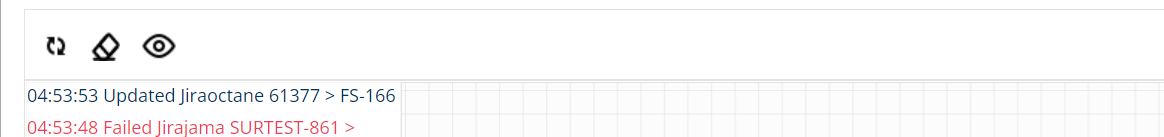 04:53:53 Updated Jiraoctane 61377 > FS-166
04:53:48 Failed Jirajama SURTEST-861 >